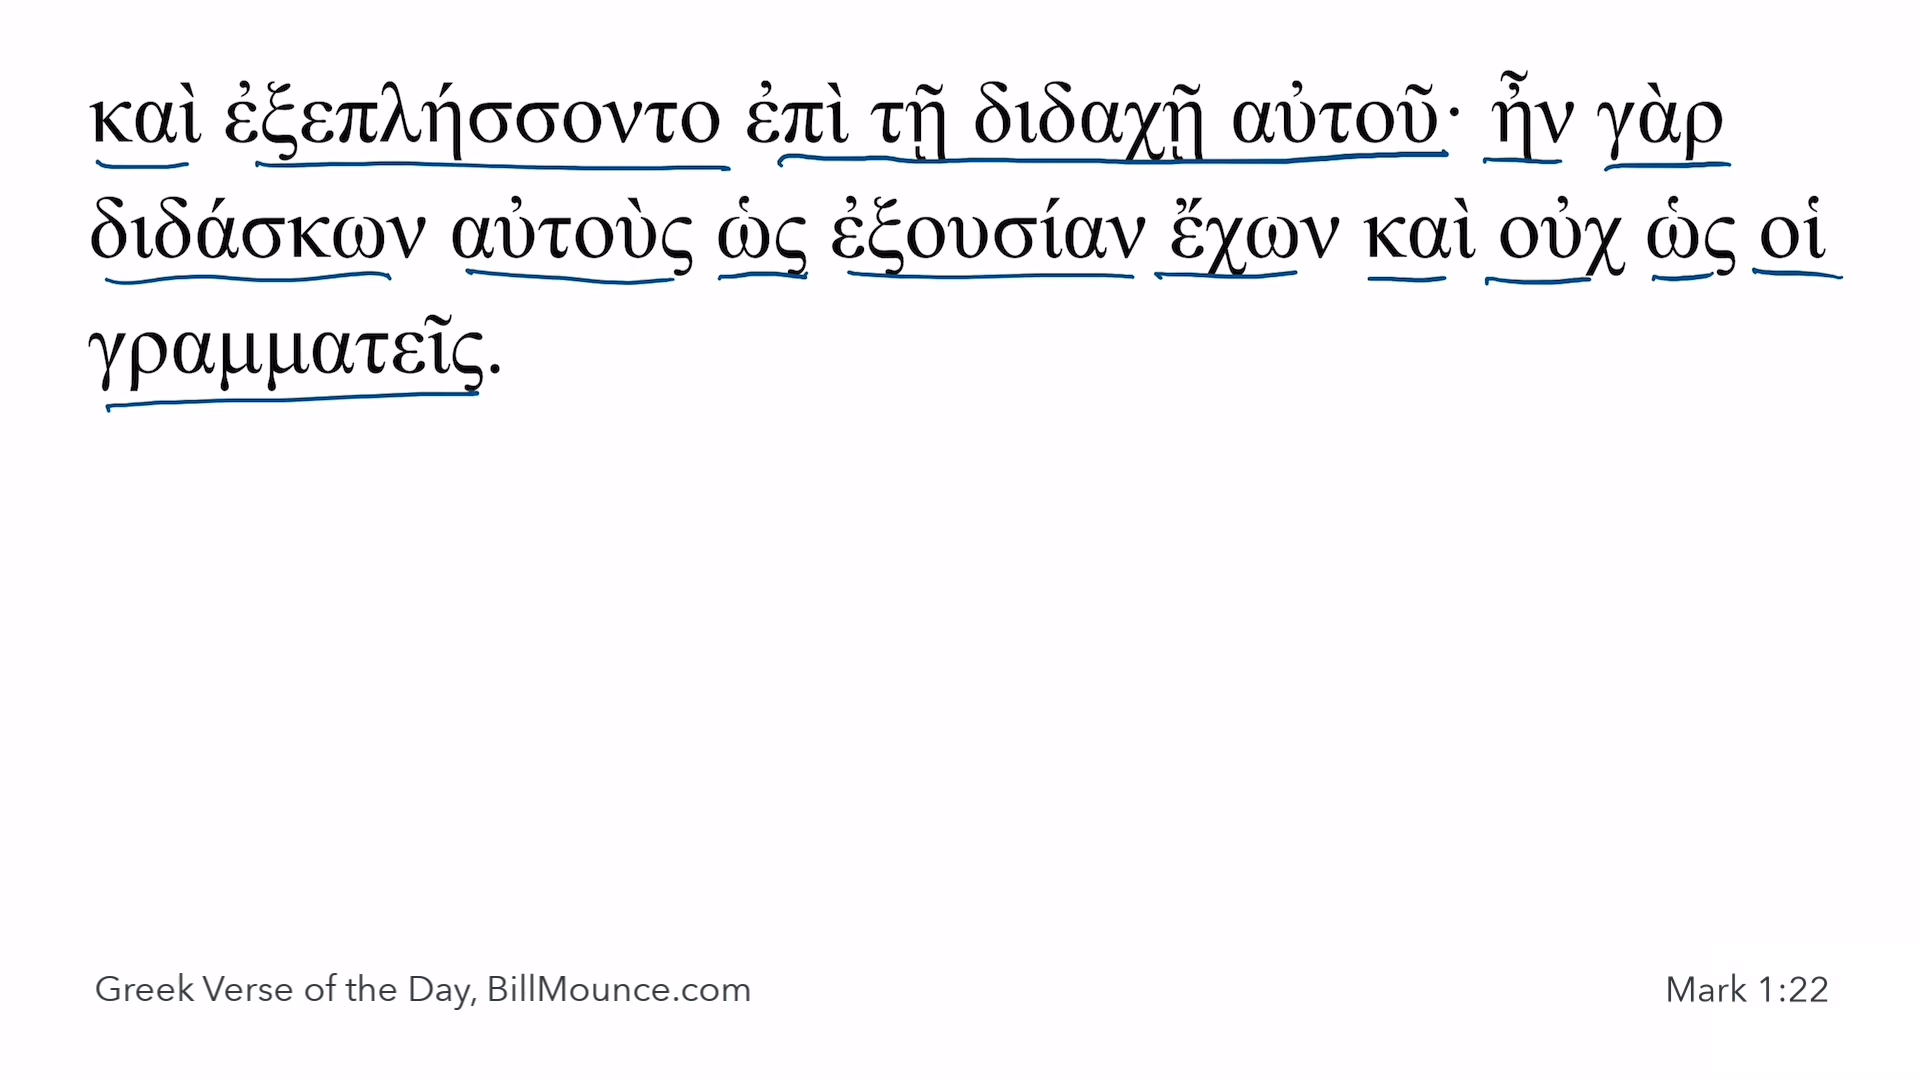 καὶ ἐξεπλήσσοντο ἐπὶ τῇ διδαχῇ αὐτοῦ· ἦν γὰρ
διδάσκων αὐτοὺς ὡς ἐξουσίαν ἔχων καὶ οὐχ ὡς οἱ
γραμματεῖς.
Greek Verse of the Day, BillMounce.com
Mark 1:22